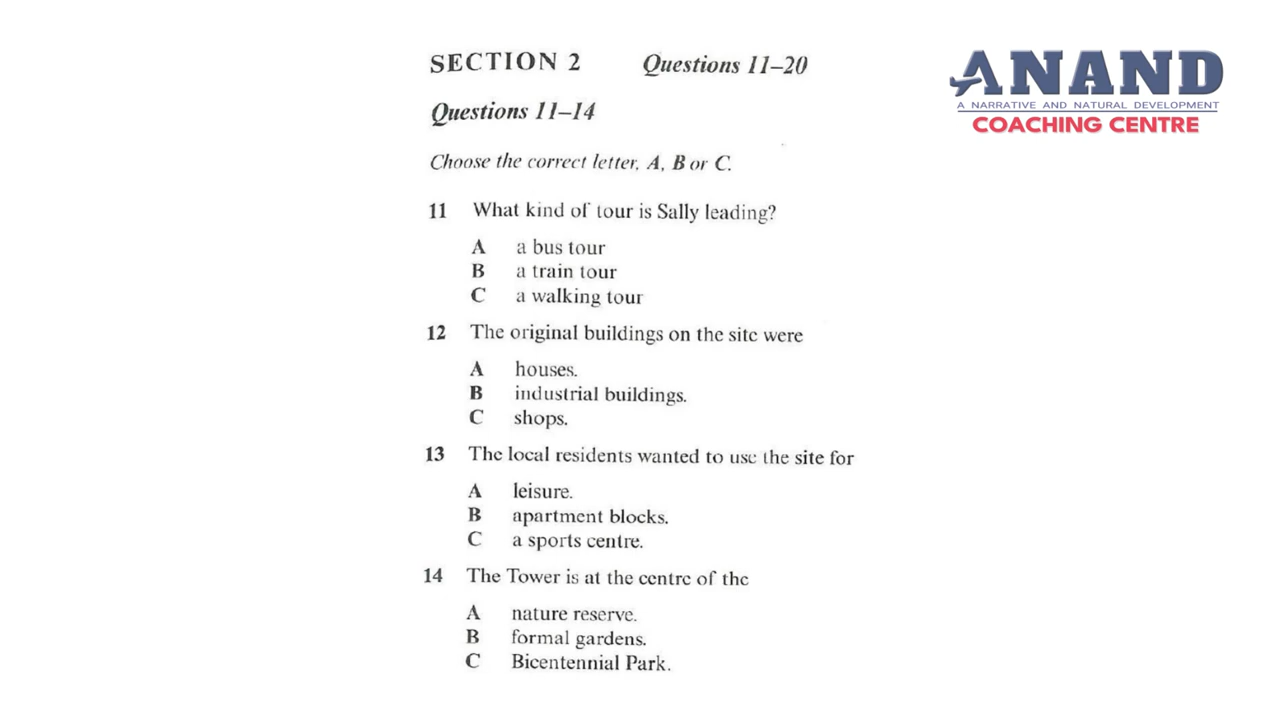 SECTION 2 Questions 11–20
ANAND
A NARRATIVE AND NATURAL DEVELOPMENT
COACHING CENTRE
Questions 11–14
Choose the correct letter, A, B or C.
11 What kind of tour is Sally leading?
A a bus tour
B a train tour
C a walking tour
12 The original buildings on the site were
A houses.
B industrial buildings.
C shops.
13 The local residents wanted to use the site for
A leisure.
B apartment blocks.
C a sports centre.
14 The Tower is at the centre of the
A nature reserve.
B formal gardens.
C Bicentennial Park.